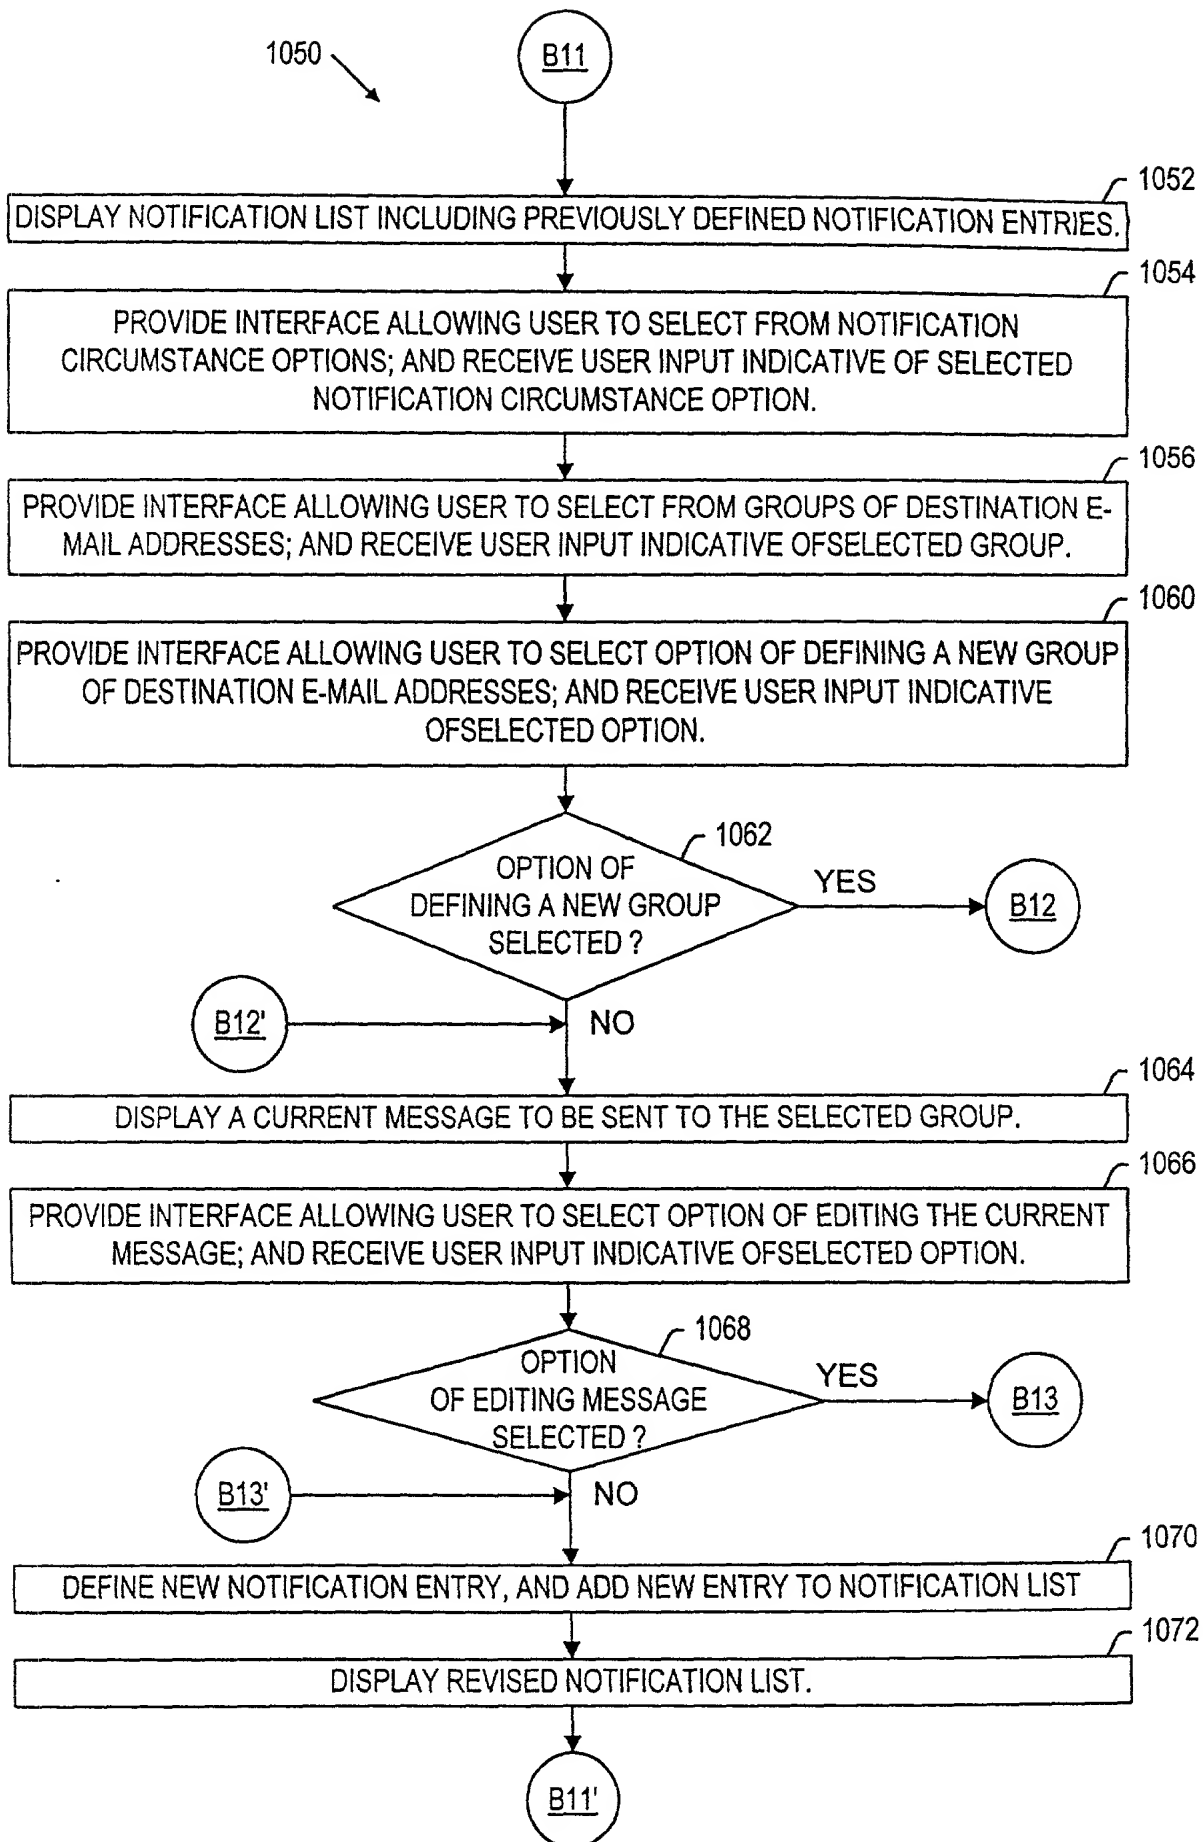 1050
B11
1052
DISPLAY NOTIFICATION LIST INCLUDING PREVIOUSLY DEFINED NOTIFICATION ENTRIES.
1054
PROVIDE INTERFACE ALLOWING USER TO SELECT FROM NOTIFICATION
CIRCUMSTANCE OPTIONS; AND RECEIVE USER INPUT INDICATIVE OF SELECTED
NOTIFICATION CIRCUMSTANCE OPTION.
1056
PROVIDE INTERFACE ALLOWING USER TO SELECT FROM GROUPS OF DESTINATION E-
MAIL ADDRESSES; AND RECEIVE USER INPUT INDICATIVE OFSELECTED GROUP.
1060
PROVIDE INTERFACE ALLOWING USER TO SELECT OPTION OF DEFINING A NEW GROUP
OF DESTINATION E-MAIL ADDRESSES; AND RECEIVE USER INPUT INDICATIVE
OFSELECTED OPTION.
1062
OPTION OF
DEFINING A NEW GROUP
SELECTED ?
YES
B12
B12'
NO
1064
DISPLAY A CURRENT MESSAGE TO BE SENT TO THE SELECTED GROUP.
1066
PROVIDE INTERFACE ALLOWING USER TO SELECT OPTION OF EDITING THE CURRENT
MESSAGE; AND RECEIVE USER INPUT INDICATIVE OFSELECTED OPTION.
1068
OPTION
OF EDITING MESSAGE
SELECTED ?
YES
B13
B13'
NO
1070
DEFINE NEW NOTIFICATION ENTRY, AND ADD NEW ENTRY TO NOTIFICATION LIST
1072
DISPLAY REVISED NOTIFICATION LIST.
B11'